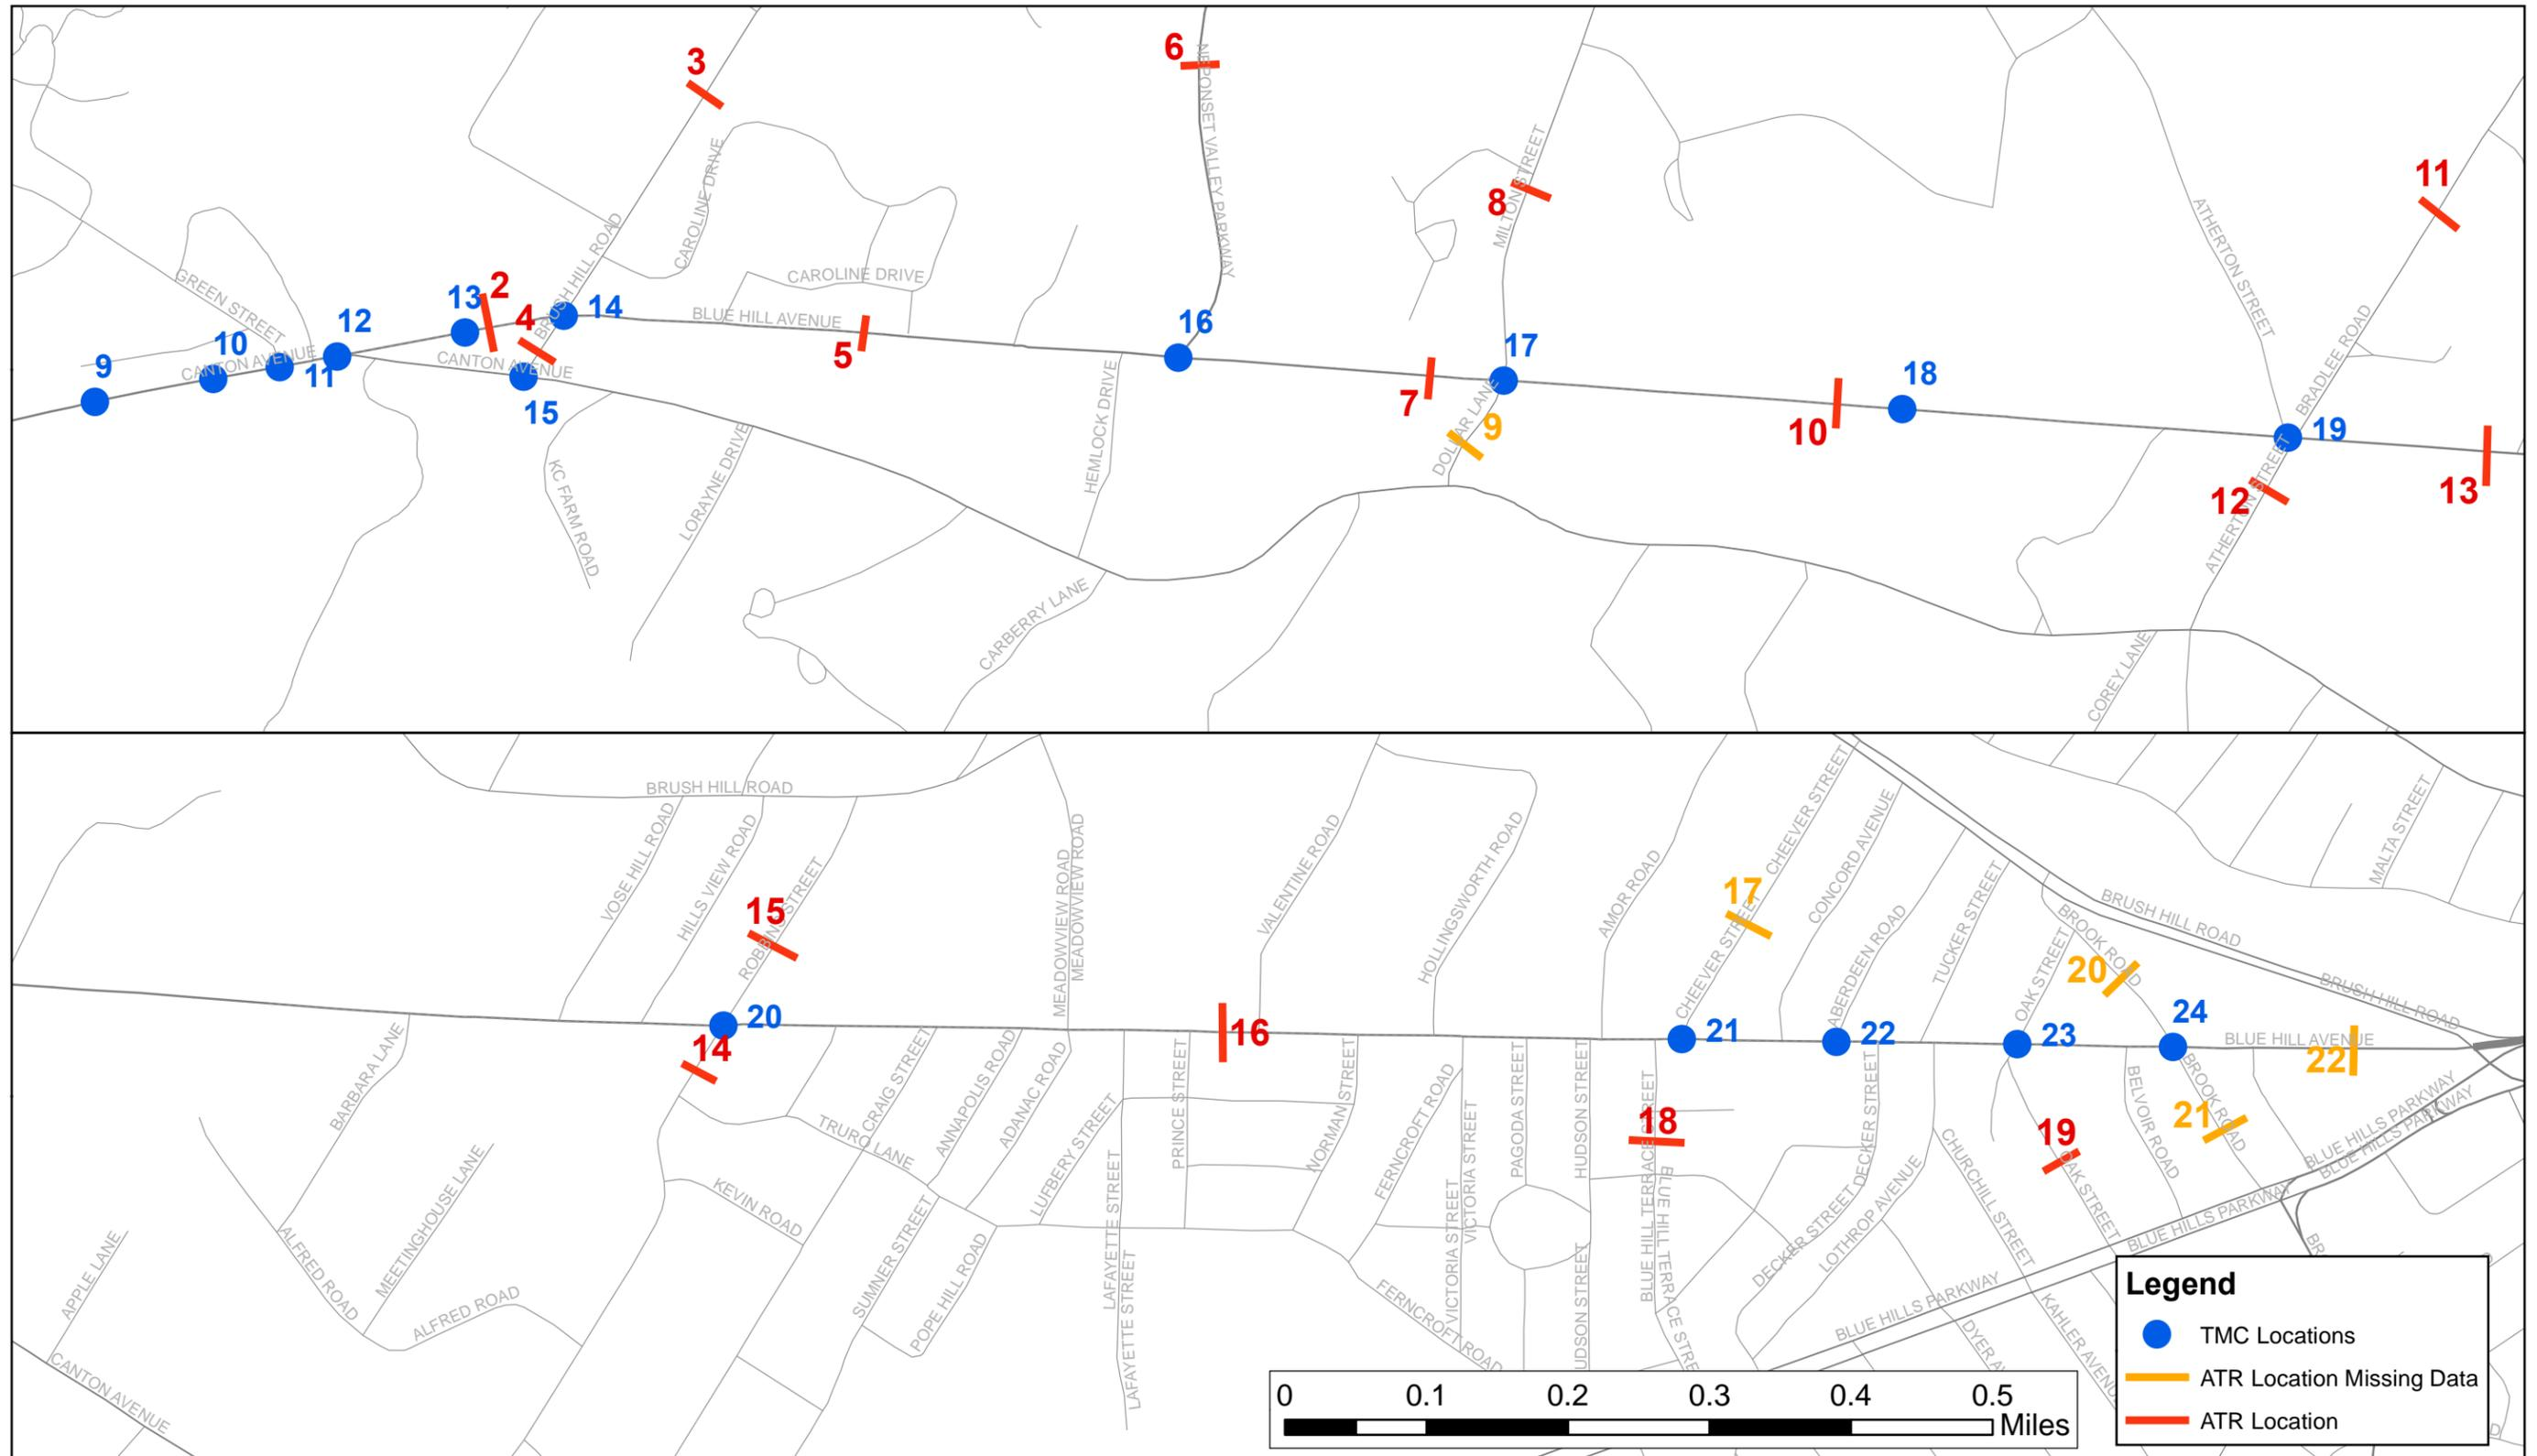 3
6
NEPONSET VALLEY PARKWAY
MILTON STREET
8
11
CAROLINE DRIVE
ATHERTON STREET
BRUSH HILL ROAD
GREEN STREET
CAROLINE DRIVE
13
2
4
14
BLUE HILL AVENUE
5
16
17
BRADLEE ROAD
12
10
9
CANTON AVENUE
11
CANTON AVENUE
15
7
18
10
19
DOLLAR LANE
9
HEMLOCK DRIVE
KC FARM ROAD
LORAYNE DRIVE
12
ATHERTON STREET
13
CARBERRY LANE
COREY LANE
BRUSH HILL ROAD
VOSE HILL ROAD
HILLS VIEW ROAD
ROBBINS STREET
15
MEADOWVIEW ROAD
MEADOWVIEW ROAD
VALENTINE ROAD
HOLLINGSWORTH ROAD
AMOR ROAD
CHEEVER STREET
17
CHEEVER STREET
CONCORD AVENUE
ABERDEEN ROAD
TUCKER STREET
OAK STREET
BROOK ROAD
20
BRUSH HILL ROAD
BRUSH HILL ROAD
MALTA STREET
20
14
16
21
22
23
24
BLUE HILL AVENUE
22
BARBARA LANE
CRAIG STREET
ANNAPOLIS ROAD
ADANAC ROAD
TRURO LANE
LUFBERY STREET
PRINCE STREET
NORMAN STREET
FERNCROFT ROAD
VICTORIA STREET
VICTORIA STREET
PAGODA STREET
HUDSON STREET
BLUE HILL TERRACE STREET
18
DECKER STREET
DECKER STREET
LOTHROP AVENUE
CHURCHILL STREET
19
OAK STREET
BELVOIR ROAD
BROOK ROAD
21
BLUE HILLS PARKWAY
BLUE HILLS PARKWAY
BLUE HILLS PARKWAY
BLUE HILLS PARKWAY
APPLE LANE
ALFRED ROAD
MEETINGHOUSE LANE
ALFRED ROAD
KEVIN ROAD
SUMNER STREET
POPE HILL ROAD
LAFAYETTE STREET
LAFAYETTE STREET
FERNCROFT ROAD
UDSON STREET
BLUE HILL TERRACE STRE
DYER A
KAHLER AVENU
BR
CANTON AVENUE
0 0.1 0.2 0.3 0.4 0.5
Miles
Legend
TMC Locations
ATR Location Missing Data
ATR Location